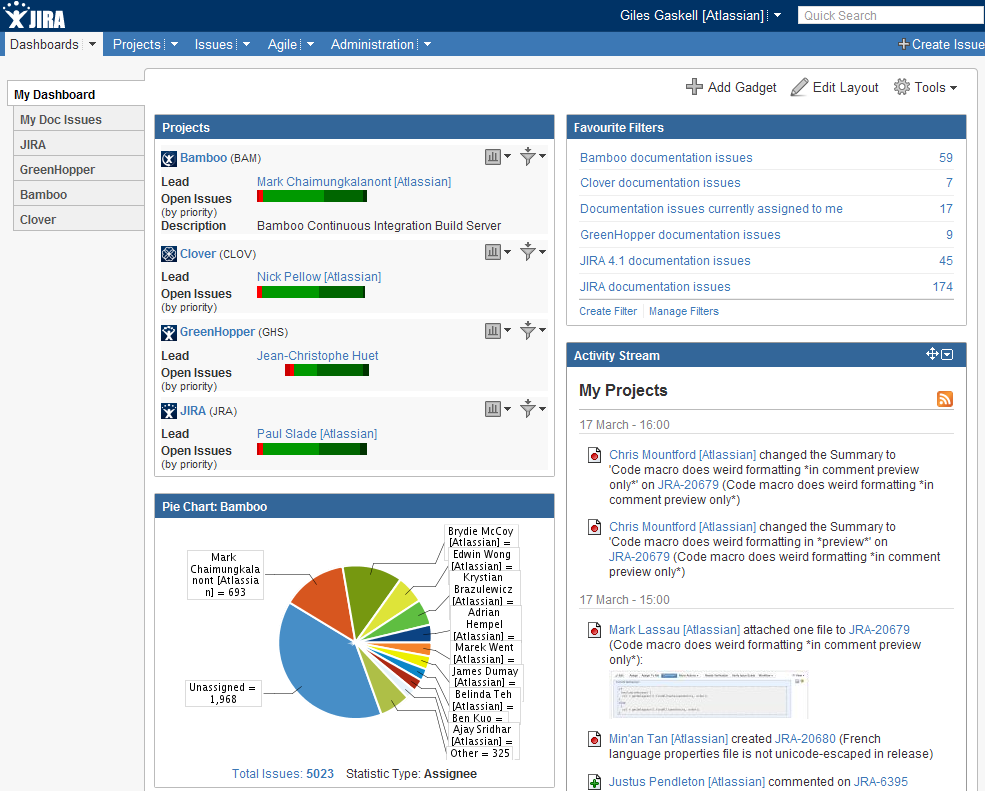 JIRA
Giles Gaskell [Atlassian]
Quick Search
Dashboards
Projects
Issues
Agile
Administration
Create Issue
My Dashboard
My Doc Issues
JIRA
GreenHopper
Bamboo
Clover
Add Gadget
Edit Layout
Tools
Projects
Bamboo (BAM)
Lead
Mark Chaimungkalanont [Atlassian]
Open Issues
(by priority)
Description
Bamboo Continuous Integration Build Server
Clover (CLOV)
Lead
Nick Pellow [Atlassian]
Open Issues
(by priority)
GreenHopper (GHS)
Lead
Jean-Christophe Huet
Open Issues
(by priority)
JIRA (JRA)
Lead
Paul Slade [Atlassian]
Open Issues
(by priority)
Pie Chart: Bamboo
Mark
Chaimungkala
nont [Atlassia
n] = 693
Unassigned =
1,968
Brydie McCoy
[Atlassian] =
Edwin Wong
[Atlassian] =
Krystian
Brazulewicz
[Atlassian] =
Adrian
Hempel
[Atlassian] =
Marek Went
[Atlassian] =
James Dumay
[Atlassian] =
Belinda Teh
[Atlassian] =
Ben Kuo =
Ajay Sridhar
[Atlassian] =
Other = 325
Total Issues: 5023 Statistic Type: Assignee
Favourite Filters
Bamboo documentation issues 59
Clover documentation issues 7
Documentation issues currently assigned to me 17
GreenHopper documentation issues 9
JIRA 4.1 documentation issues 45
JIRA documentation issues 174
Create Filter
Manage Filters
Activity Stream
My Projects
17 March - 16:00
Chris Mountford [Atlassian] changed the Summary to
'Code macro does weird formatting *in comment preview
only*' on JRA-20679 (Code macro does weird formatting *in
comment preview only*)
Chris Mountford [Atlassian] changed the Summary to
'Code macro does weird formatting in *preview*' on
JRA-20679 (Code macro does weird formatting *in comment
preview only*)
17 March - 15:00
Mark Lassau [Atlassian] attached one file to JRA-20679
(Code macro does weird formatting *in comment preview
only*):
Min'an Tan [Atlassian] created JRA-20680 (French
language properties file is not unicode-escaped in release)
Justus Pendleton [Atlassian] commented on JRA-6395